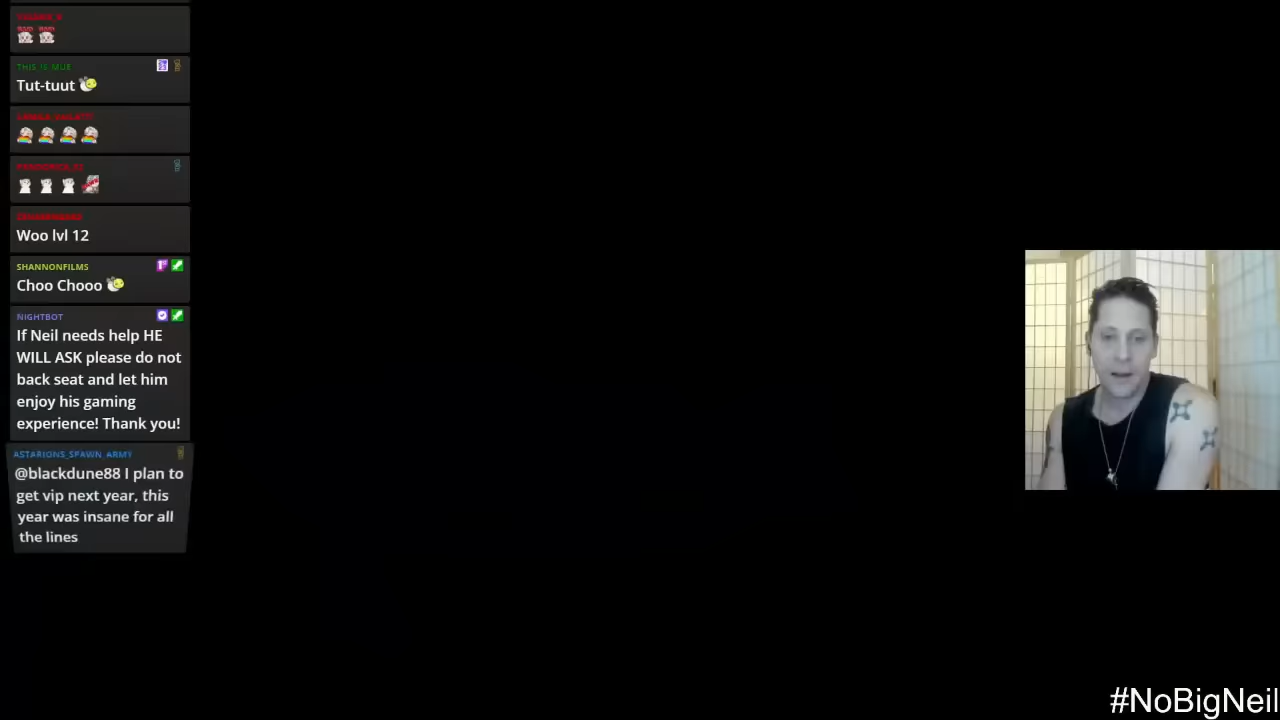 THIS_IS_MUE
Tut-tuut
Woo lvl 12
SHANNONFILMS
Choo Chooo
NIGHTBOT
If Neil needs help HE
WILL ASK please do not
back seat and let him
enjoy his gaming
experience! Thank you!
ASTARIONS_SPAWN_ARMY
@blackdune88 I plan to
get vip next year, this
year was insane for all
the lines
#NoBigNeil